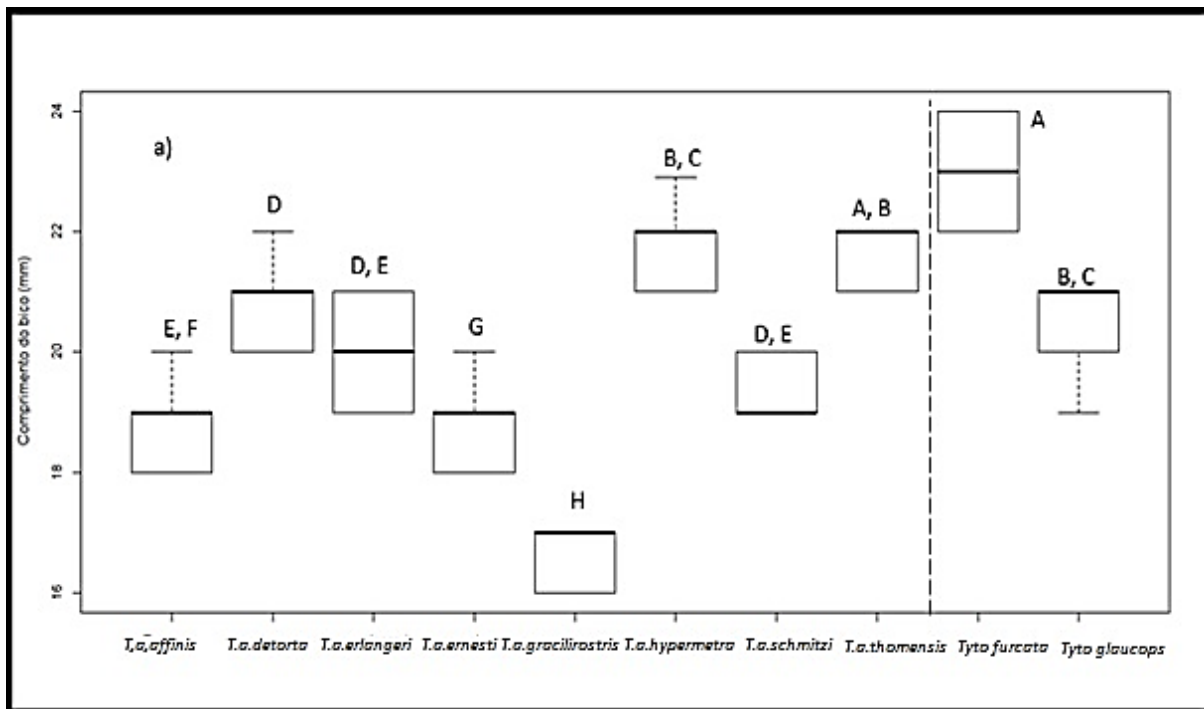 24
a)
A
B, C
D
A, B
22
D, E
B, C
E, F
G
D, E
20
18
H
16
Comprimento do bico (mm)
T,a,affinis T.a.detorta T.a.erlangeri T.a.ernesti T.a.gracilirostris T.a.hypermetra T.a.schmitzi T.a.thomensis Tyto furcata Tyto glaucops